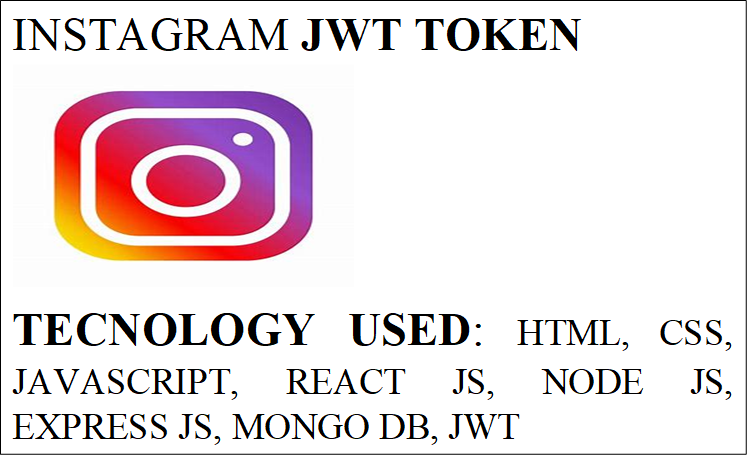 INSTAGRAM JWT TOKEN
TECNOLOGY USED: HTML, CSS,
JAVASCRIPT, REACT JS, NODE JS,
EXPRESS JS, MONGO DB, JWT